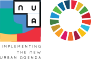 N U
A
IMPLEMENTING
THE NEW
URBAN AGENDA